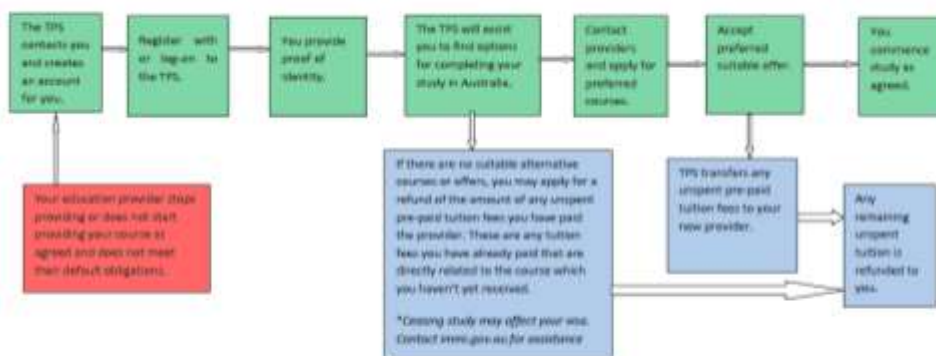 The TPS
contacts you
and creates
an account
for you.
Register with
or log-on to
the TPS.
You provide
proof of
identity.
The TPS will assist
you to find options
for completing your
study in Australia.
Contact
providers
and apply for
preferred
courses.
Accept
preferred
suitable offer.
You
commence
study as
agreed.
Your education provider stops
providing or does not start
providing your course as
agreed and does not meet
their default obligations.
If there are no suitable alternative
courses or offers, you may apply for a
refund of the amount of any unspent
pre-paid tuition fees you have paid
the provider. These are any tuition
fees you have already paid that are
directly related to the course which
you haven't yet received.
*Ceasing study may affect your visa.
Contact immi.gov.au for assistance
TPS transfers any
unspent pre-paid
tuition fees to your
new provider.
Any
remaining
unspent
tuition is
refunded to
you.